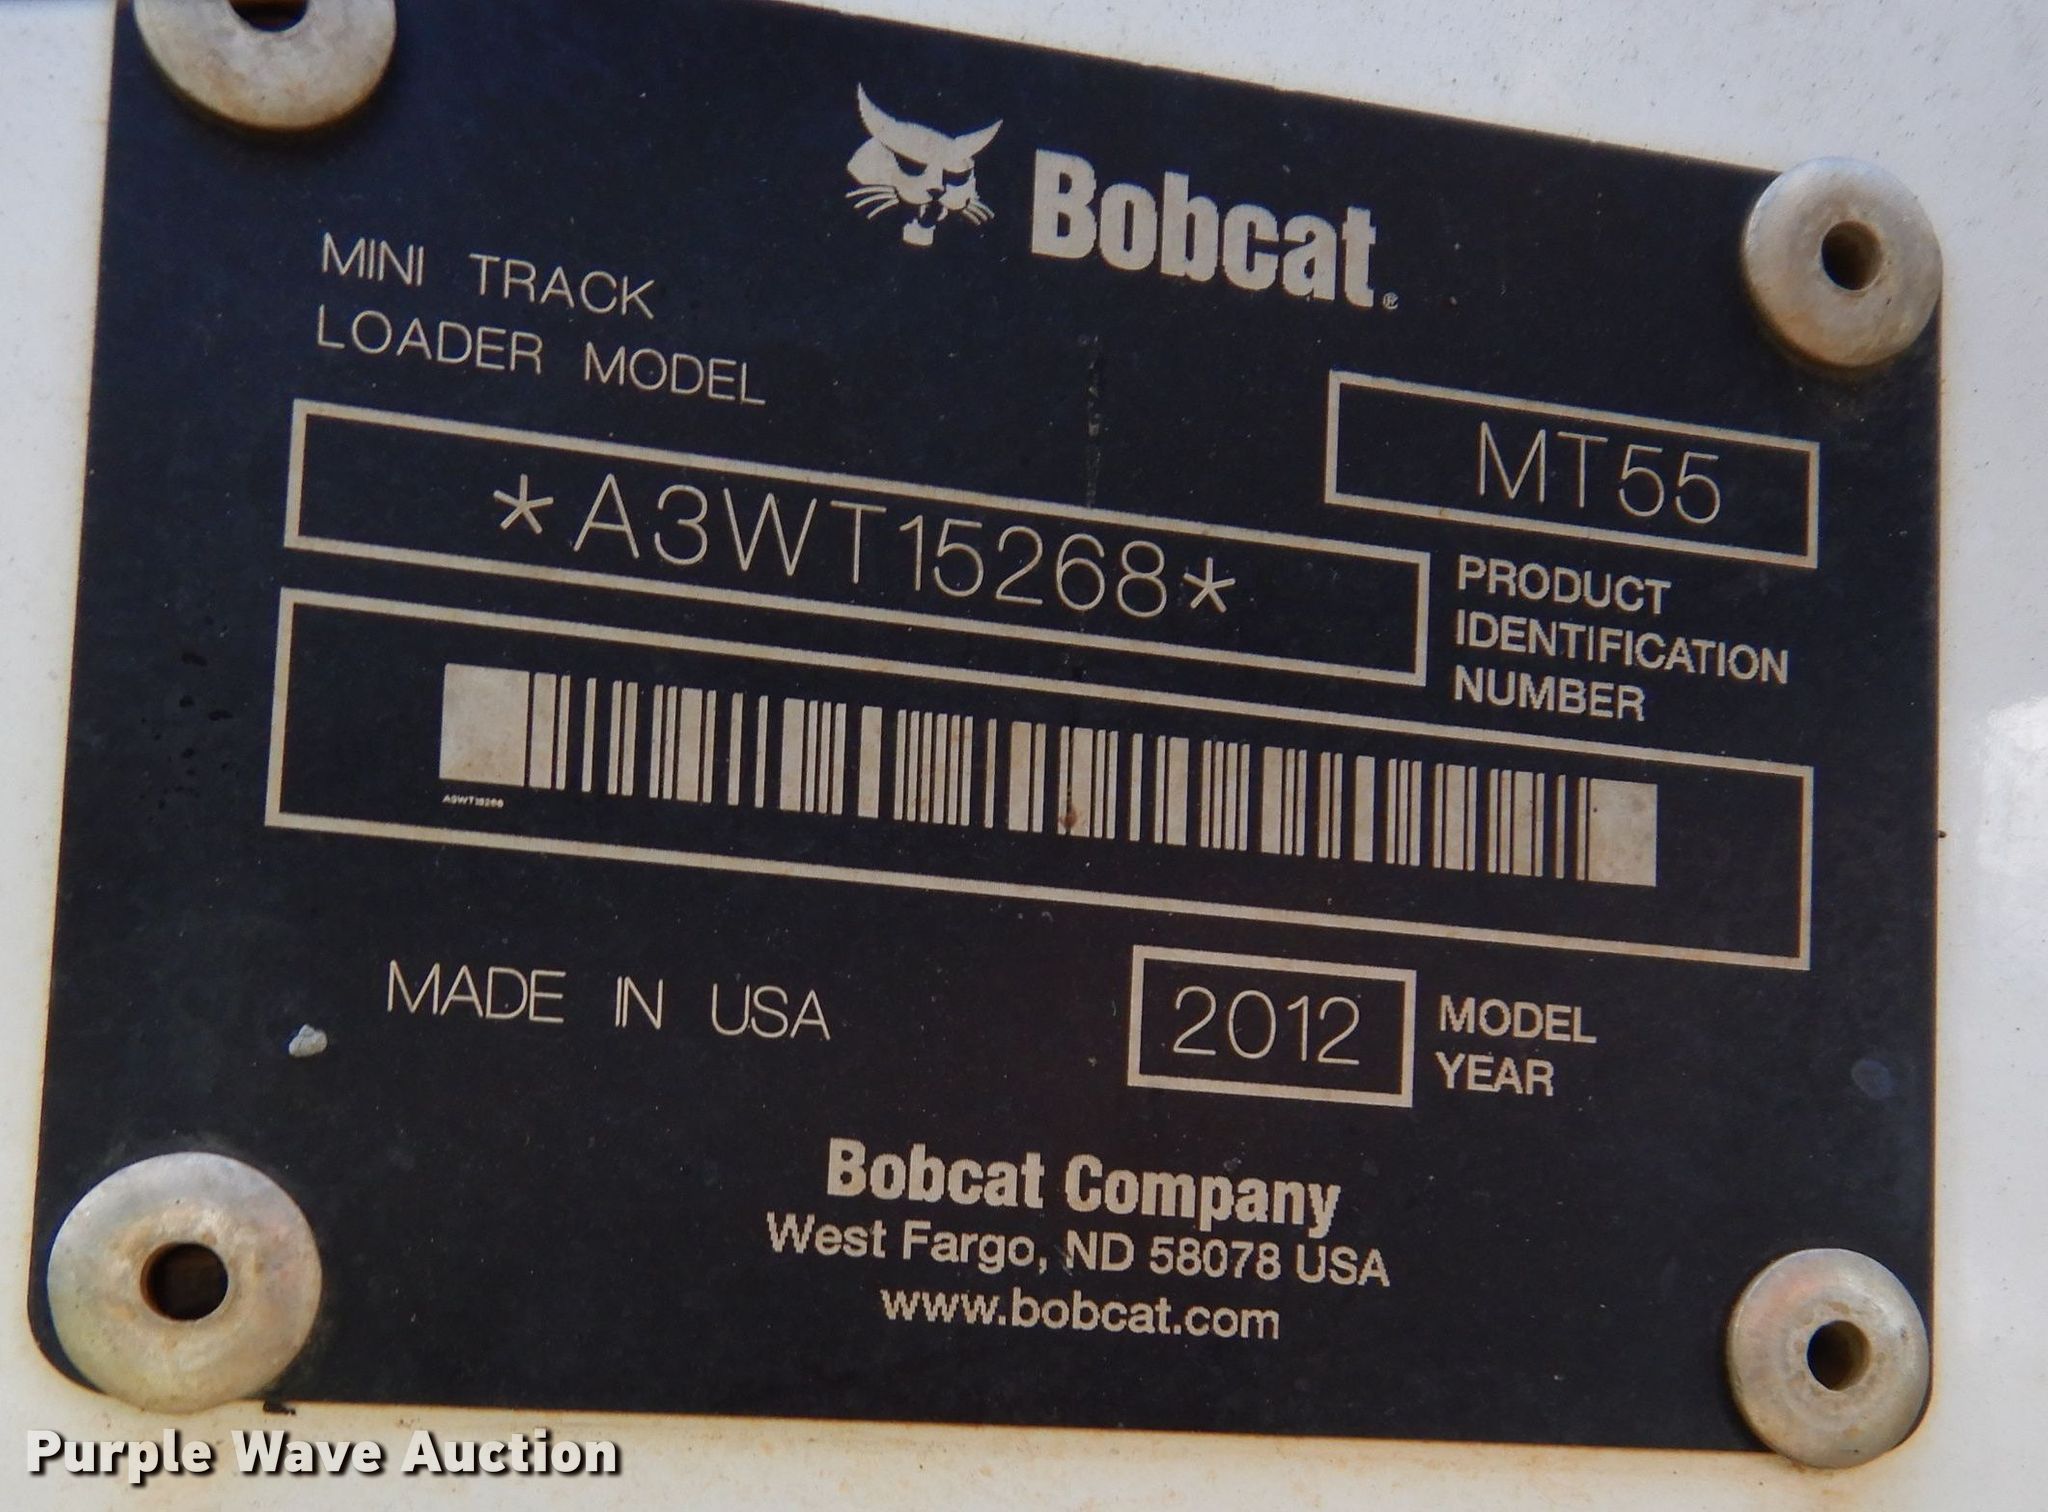 Bobcat®
MINI TRACK
LOADER MODEL
MT55
*A3WT15268*
PRODUCT
IDENTIFICATION
NUMBER
A3WT15268
MADE IN USA
2012
MODEL
YEAR
Bobcat Company
West Fargo, ND 58078 USA
www.bobcat.com
Purple Wave Auction